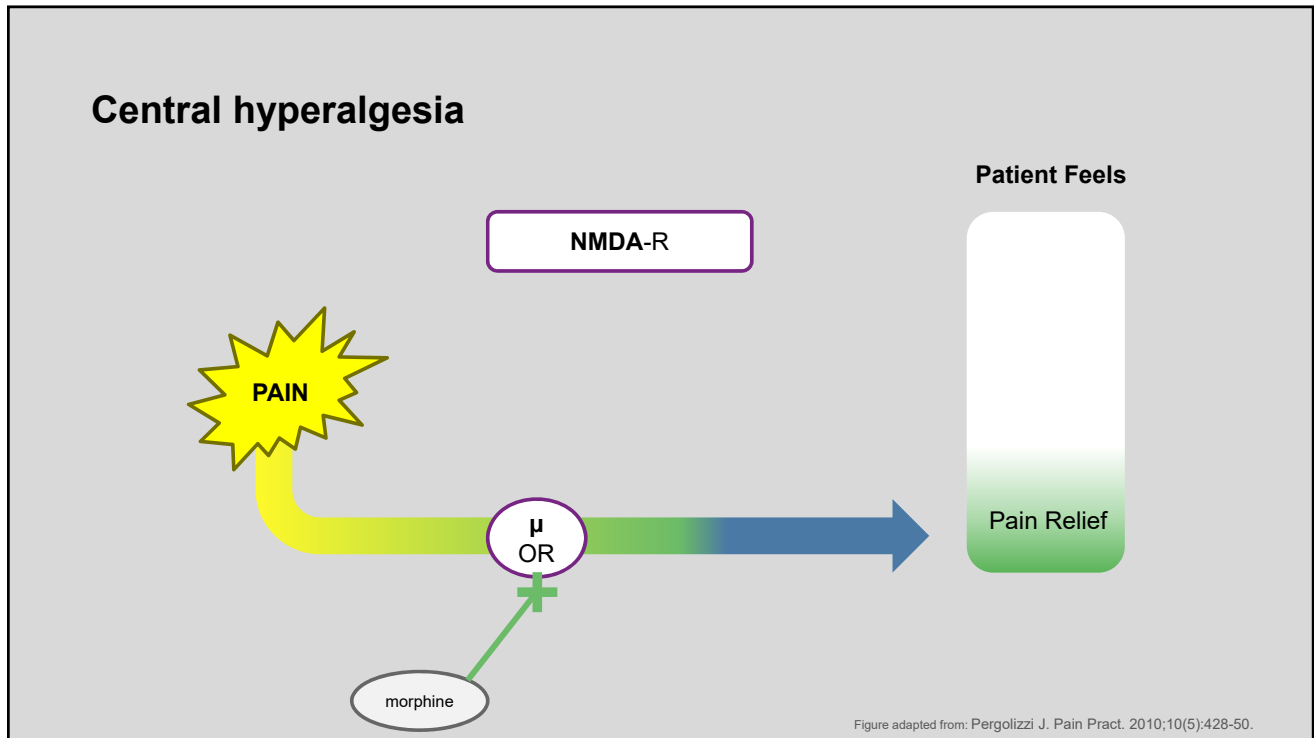 Central hyperalgesia
Patient Feels
NMDA-R
PAIN
µ
OR
Pain Relief
morphine
Figure adapted from: Pergolizzi J. Pain Pract. 2010;10(5):428-50.